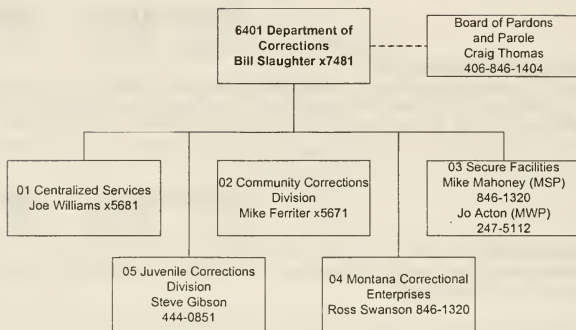 6401 Department of
Corrections
Bill Slaughter x7481
Board of Pardons
and Parole
Craig Thomas
406-846-1404
01 Centralized Services
Joe Williams x5681
02 Community Corrections
Division
Mike Ferriter x5671
03 Secure Facilities
Mike Mahoney (MSP)
846-1320
Jo Acton (MWP)
247-5112
05 Juvenile Corrections
Division
Steve Gibson
444-0851
04 Montana Correctional
Enterprises
Ross Swanson 846-1320